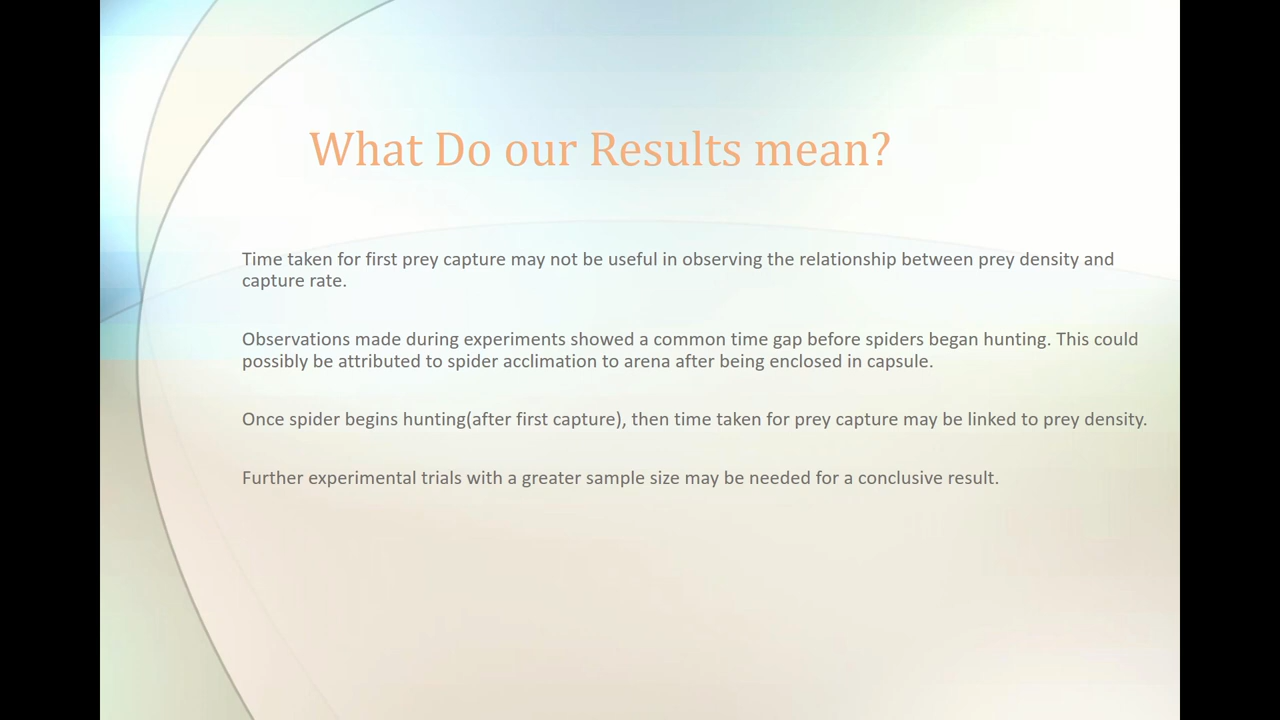 What Do our Results mean?
Time taken for first prey capture may not be useful in observing the relationship between prey density and
capture rate.
Observations made during experiments showed a common time gap before spiders began hunting. This could
possibly be attributed to spider acclimation to arena after being enclosed in capsule.
Once spider begins hunting(after first capture), then time taken for prey capture may be linked to prey density.
Further experimental trials with a greater sample size may be needed for a conclusive result.